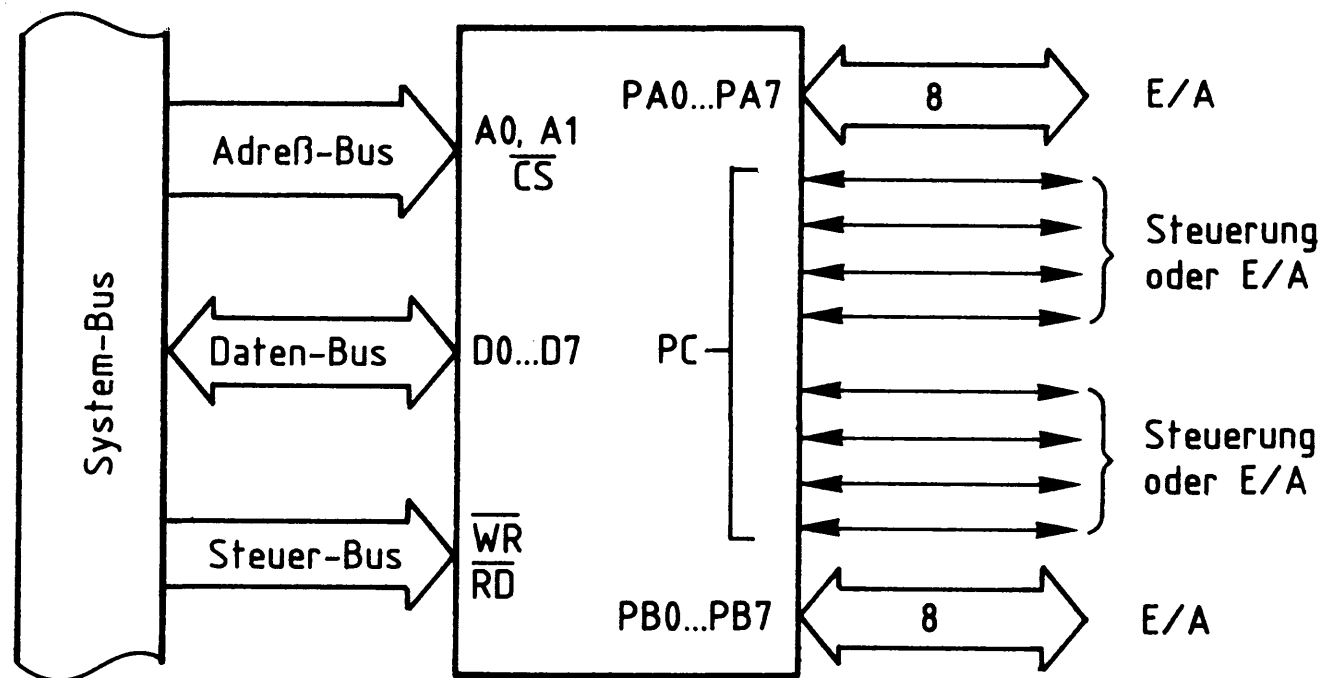 System-Bus
Adreß-Bus
Daten-Bus
Steuer-Bus
A0, A1
CS
D0...D7
WR
RD
PA0...PA7
PC
PB0...PB7
8
E/A
Steuerung
oder E/A
Steuerung
oder E/A
8
E/A